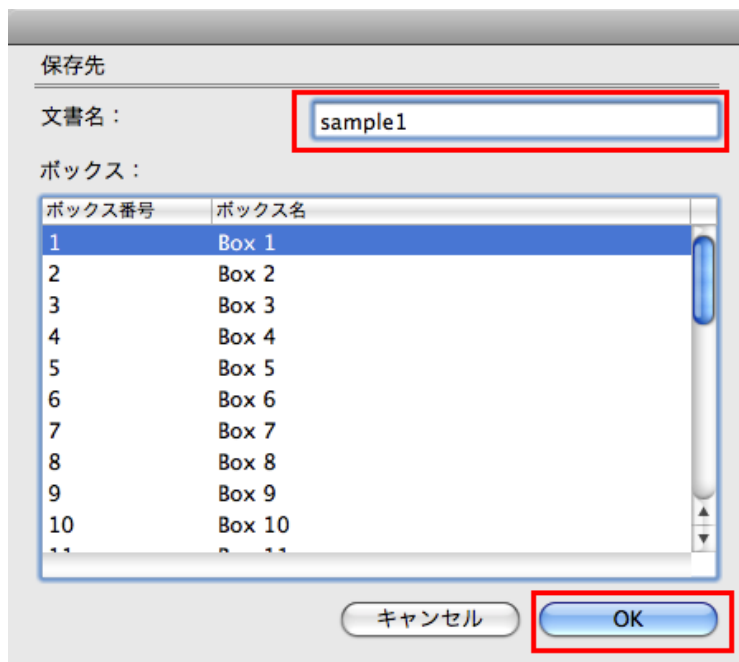 保存先
文書名： sample1
ボックス：
ボックス番号 ボックス名
1 Box 1
2 Box 2
3 Box 3
4 Box 4
5 Box 5
6 Box 6
7 Box 7
8 Box 8
9 Box 9
10 Box 10
キャンセル OK